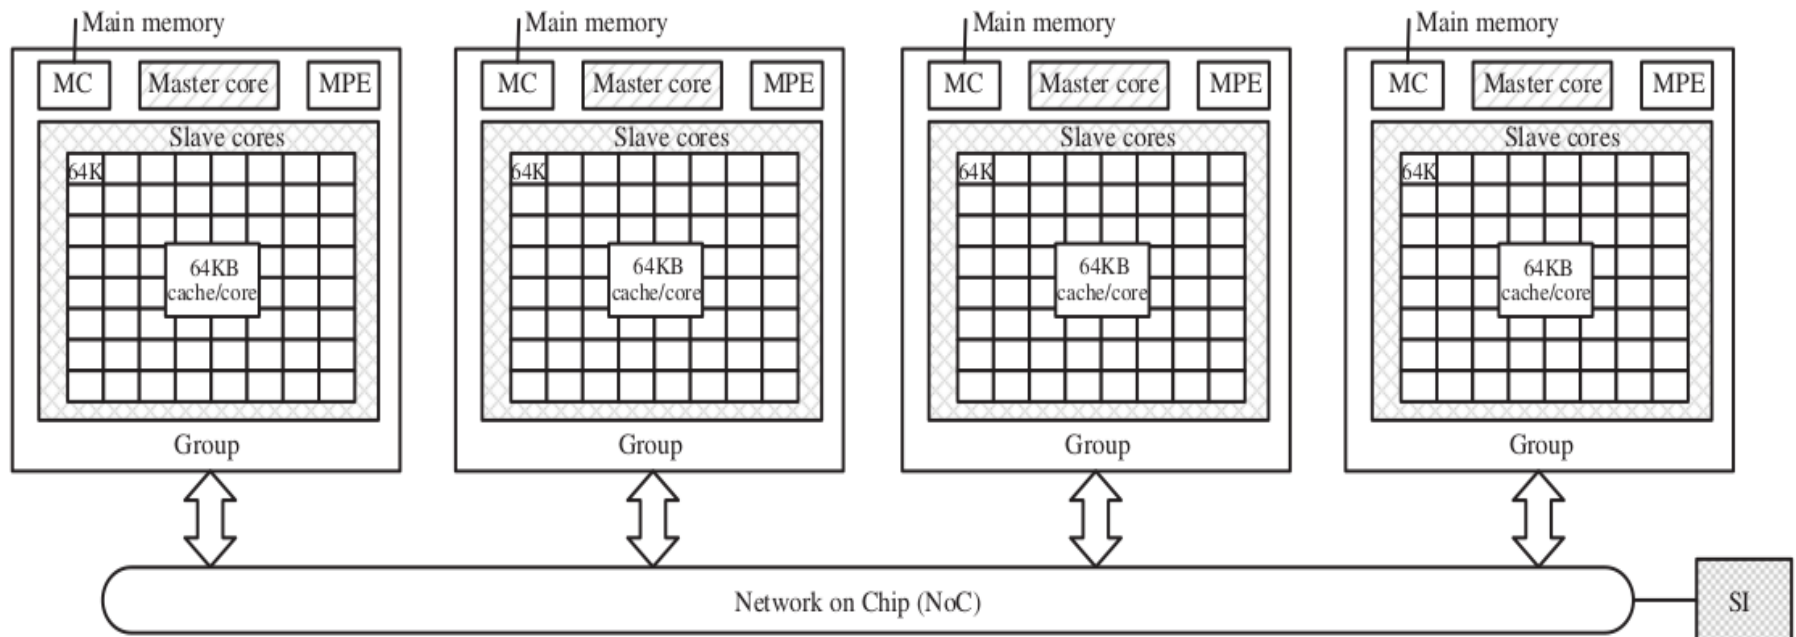 Main memory Main memory Main memory Main memory
MC Master core MPE MC Master core MPE MC Master core MPE MC Master core MPE
Slave cores Slave cores Slave cores Slave cores
64K 64K 64K 64K
64KB 64KB 64KB 64KB
cache/core cache/core cache/core cache/core
Group Group Group Group
Network on Chip (NoC) SI